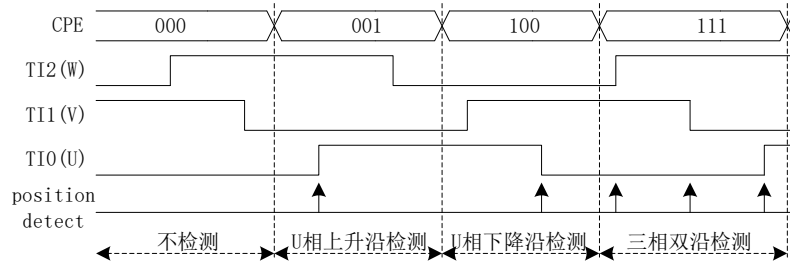 CPE 000 001 100 111
TI2(W)
TI1(V)
TI0(U)
position
detect
不检测 U相上升沿检测 U相下降沿检测 三相双沿检测